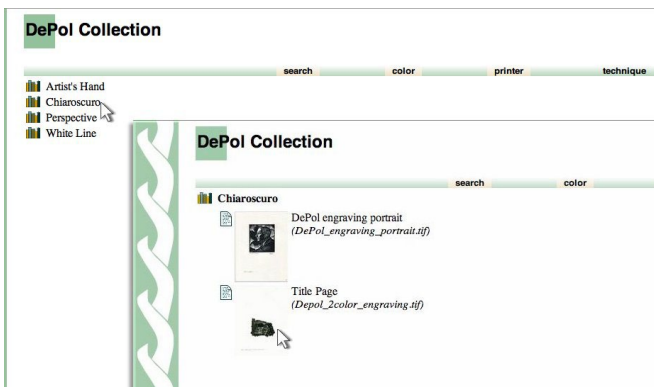 DePol Collection
search color printer technique
Artist's Hand
Chiaroscuro
Perspective
White Line
DePol Collection
search color
Chiaroscuro
DePol engraving portrait
(DePol_engraving_portrait.tif)
Title Page
(Depol_2color_engraving.tif)